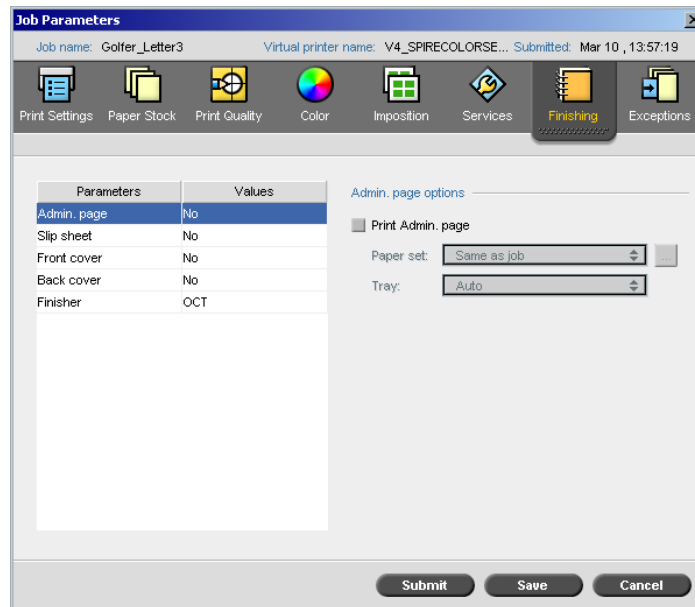 Job Parameters
Job name: Golfer_Letter3 Virtual printer name: V4_SPIRECOLORSE... Submitted: Mar 10 , 13:57:19
Print Settings Paper Stock Print Quality Color Imposition Services Finishing Exceptions
Parameters Values
Admin. page No
Slip sheet No
Front cover No
Back cover No
Finisher OCT
Admin. page options
Print Admin. page
Paper set: Same as job ...
Tray: Auto
Submit Save Cancel